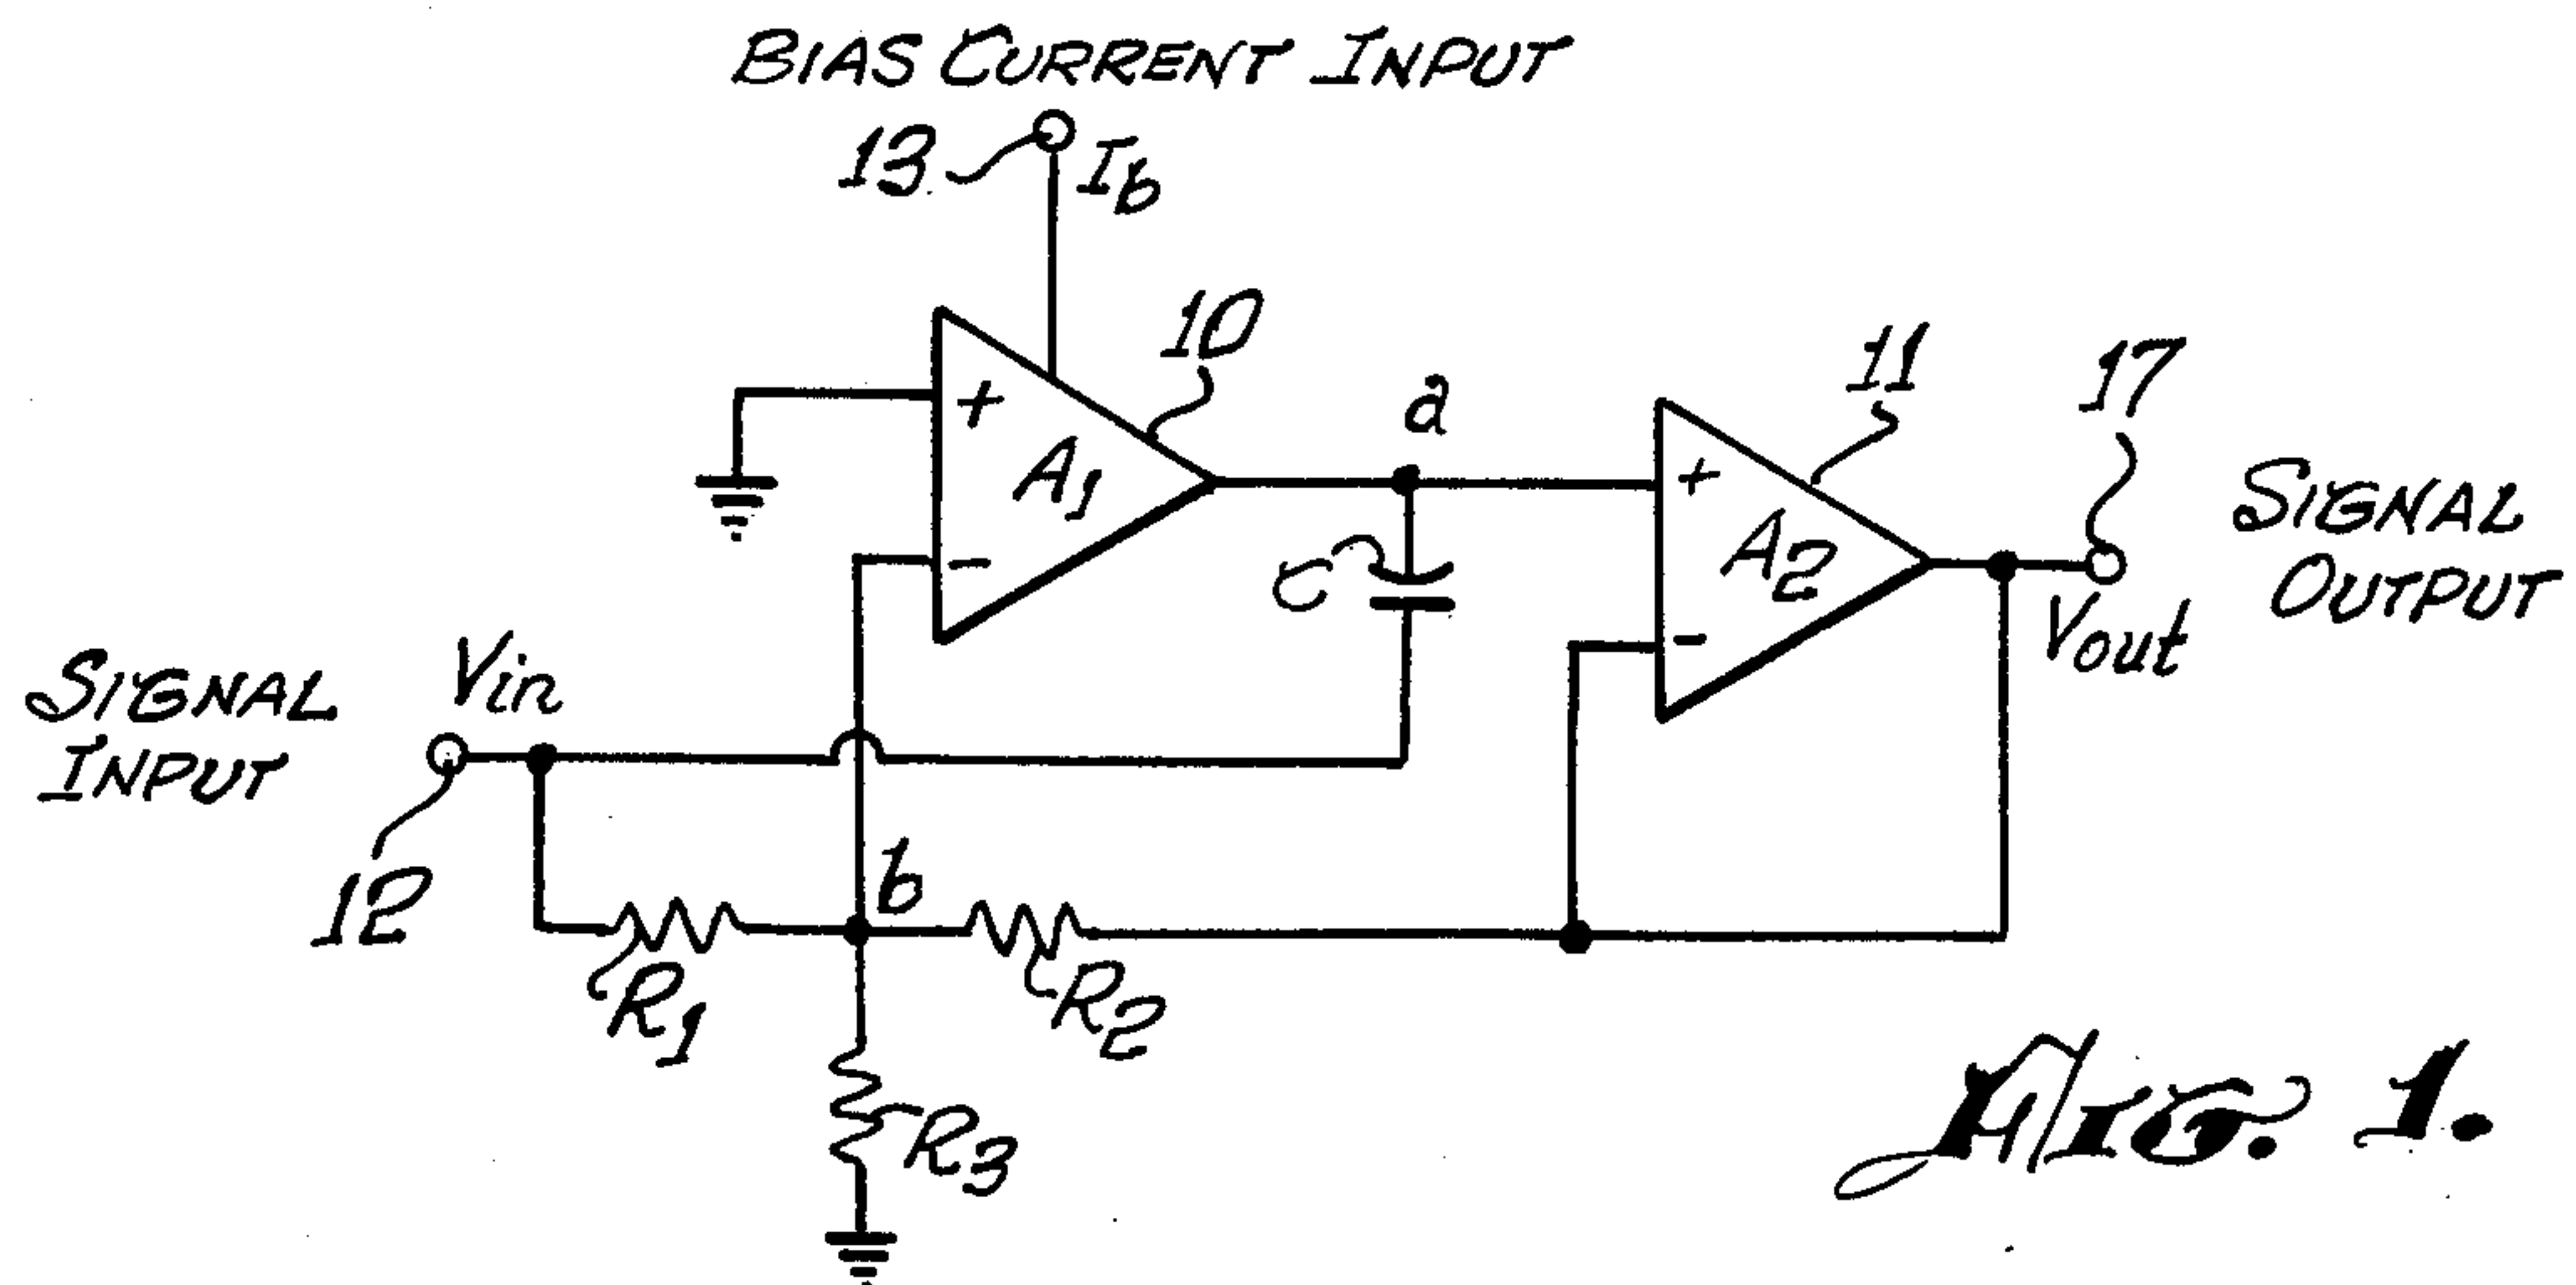 BIAS CURRENT INPUT
13
Ib
10
a
11
17
+
A1
-
+
A2
-
SIGNAL
OUTPUT
C
Vout
SIGNAL
INPUT
Vin
12
b
R1
R2
R3
FIG. 1.